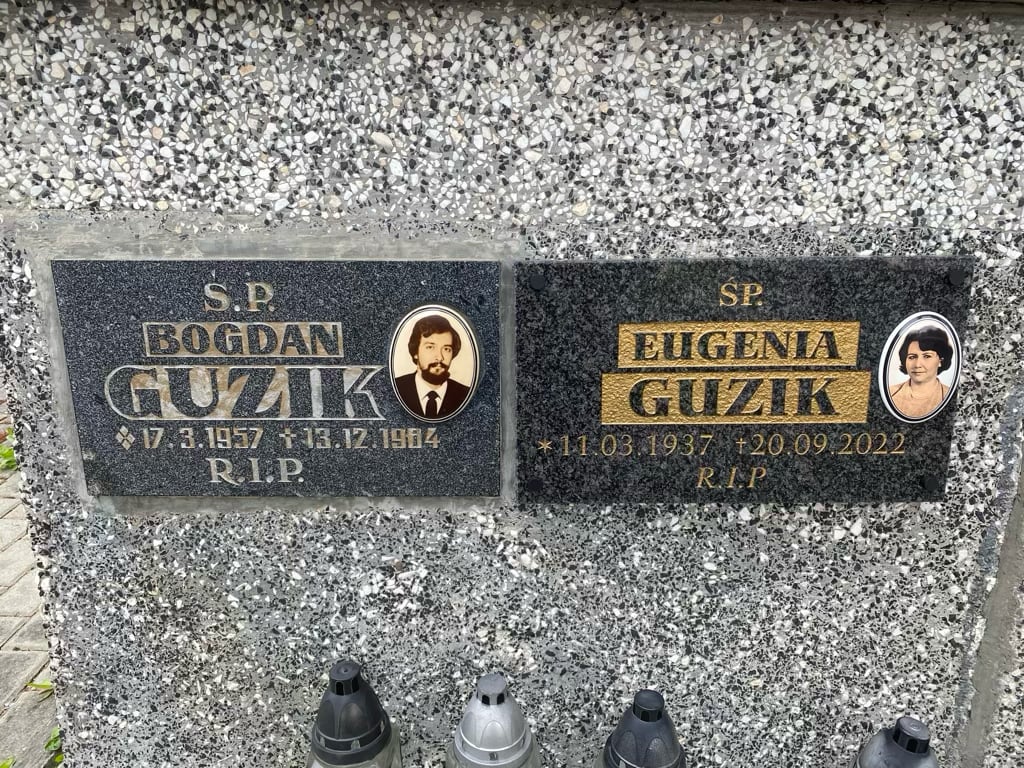 Ś.P.
BOGDAN
GUZIK
17.3.1957 †13.12.1984
R.I.P.
ŚP.
EUGENIA
GUZIK
*11.03.1937 †20.09.2022
R.I.P